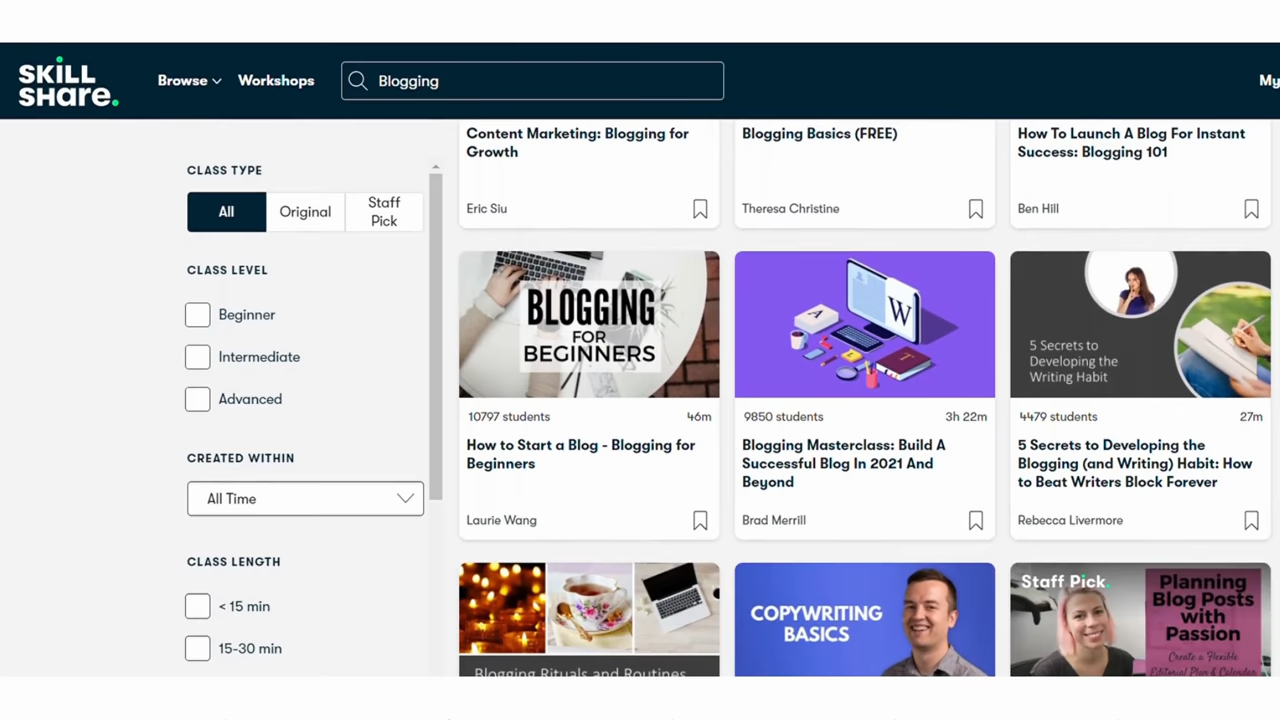 SKILL
SHare.
Browse
Workshops
Blogging
My
CLASS TYPE
All
Original
Staff
Pick
CLASS LEVEL
Beginner
Intermediate
Advanced
CREATED WITHIN
All Time
CLASS LENGTH
< 15 min
15-30 min
Content Marketing: Blogging for
Growth
Eric Siu
Blogging Basics (FREE)
Theresa Christine
How To Launch A Blog For Instant
Success: Blogging 101
Ben Hill
BLOGGING
FOR
BEGINNERS
10797 students
46m
How to Start a Blog - Blogging for
Beginners
Laurie Wang
A
W
T
9850 students
3h 22m
Blogging Masterclass: Build A
Successful Blog In 2021 And
Beyond
Brad Merrill
5 Secrets to
Developing the
Writing Habit
4479 students
27m
5 Secrets to Developing the
Blogging (and Writing) Habit: How
to Beat Writers Block Forever
Rebecca Livermore
Blogging Rituals and Routines
COPYWRITING
BASICS
Staff Pick.
Planning
Blog Posts
with
Passion
Create a Flexible
Editorial Plan & Calendar